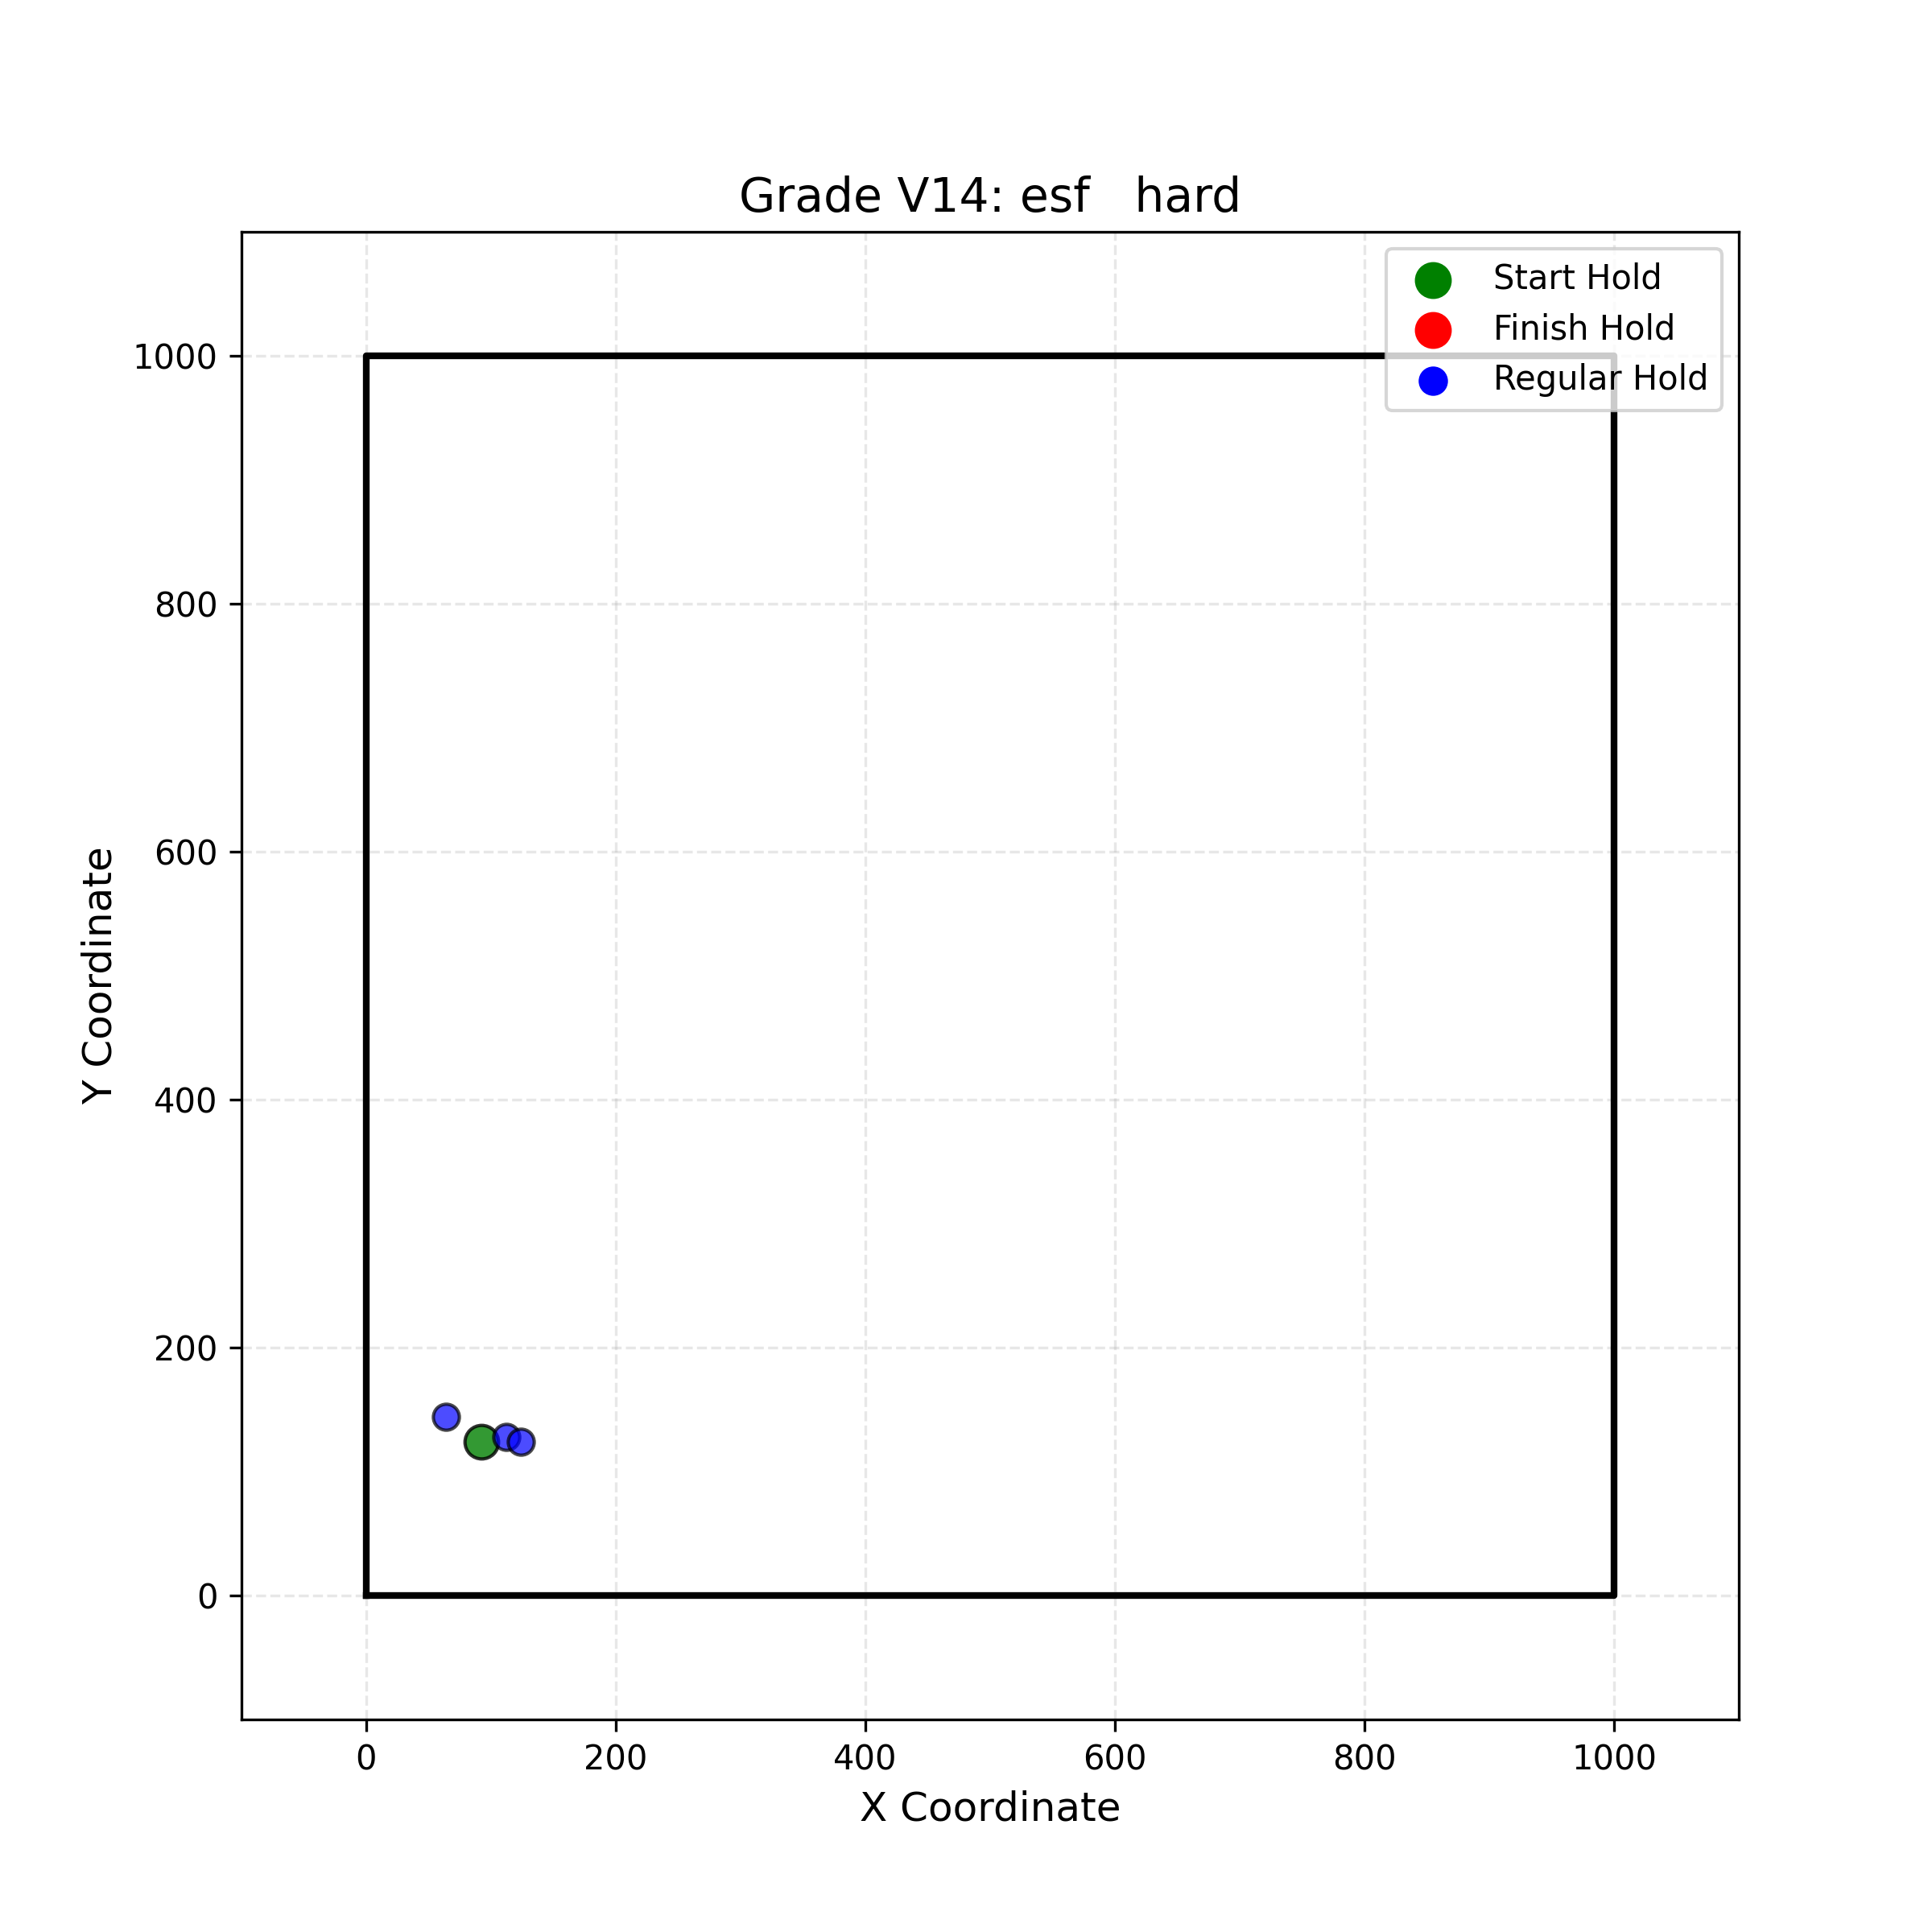 Grade V14: esf   hard
Start Hold
Finish Hold
Regular Hold
1000
800
600
400
200
0
Y Coordinate
0 200 400 600 800 1000
X Coordinate